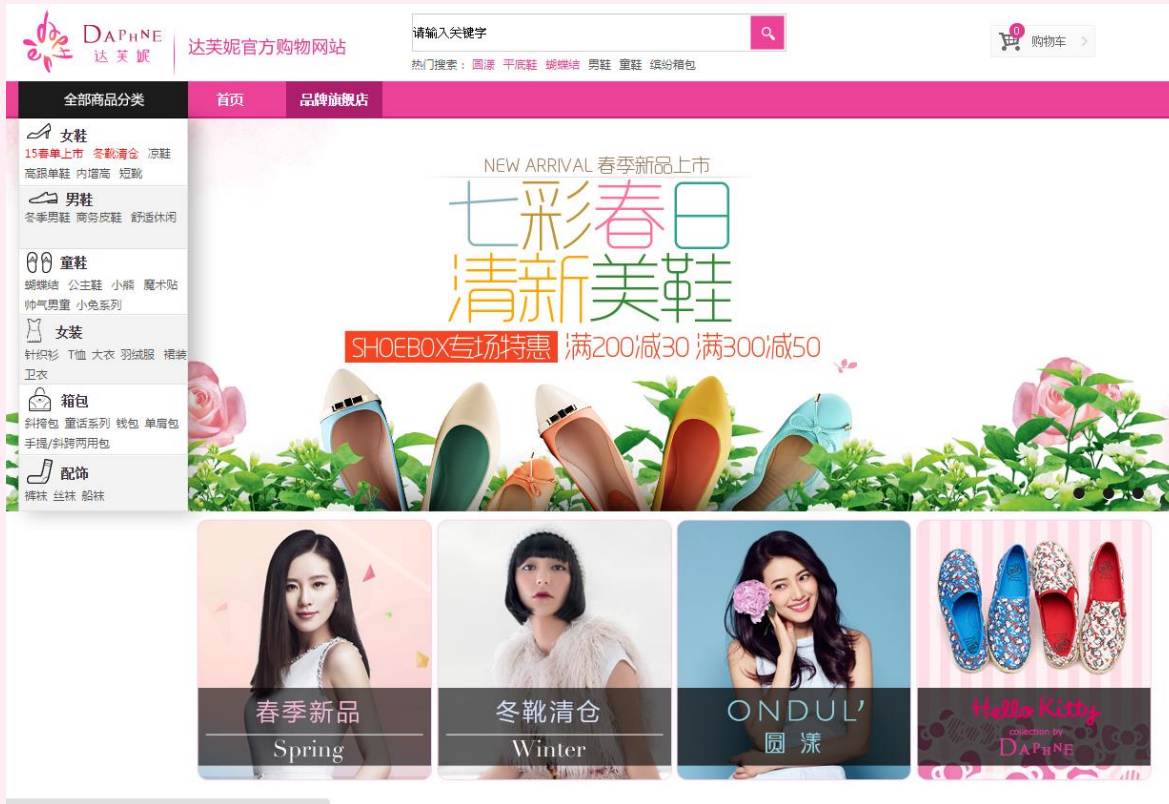 DAPHNE
达芙妮
达芙妮官方购物网站
请输入关键字
热门搜索: 圆漾 平底鞋 蝴蝶结 男鞋 童鞋 缤纷箱包
0
购物车
全部商品分类 首页 品牌旗舰店
女鞋
15春单上市 冬靴清仓 凉鞋
高跟单鞋 内增高 短靴
男鞋
冬季男鞋 商务皮鞋 舒适休闲
童鞋
蝴蝶结 公主鞋 小熊 魔术贴
帅气男童 小兔系列
女装
针织衫 T恤 大衣 羽绒服 裙装
卫衣
箱包
斜挎包 童话系列 钱包 单肩包
手提/斜跨两用包
配饰
裤袜 丝袜 船袜
NEW ARRIVAL 春季新品上市
七彩春日
清新美鞋
SHOEBOX专场特惠 满200减30 满300减50
春季新品
Spring
冬靴清仓
Winter
ONDUL'
圆漾
Hello Kitty
collection by
DAPHNE